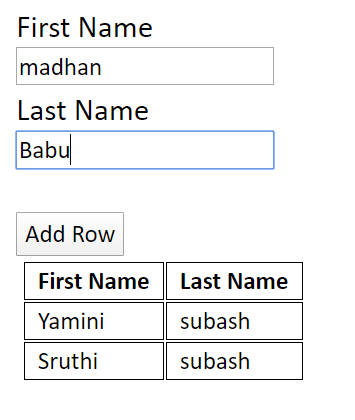 First Name
madhan
Last Name
Babu
Add Row
First Name Last Name
Yamini subash
Sruthi subash